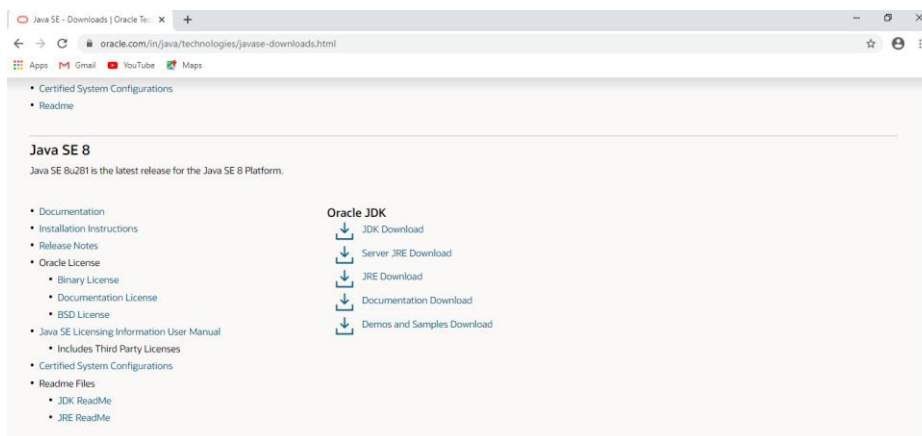 Java SE - Downloads | Oracle Tec
oracle.com/in/java/technologies/javase-downloads.html
Apps Gmail YouTube Maps
• Certified System Configurations
• Readme
Java SE 8
Java SE 8u281 is the latest release for the Java SE 8 Platform.
• Documentation
• Installation Instructions
• Release Notes
• Oracle License
• Binary License
• Documentation License
• BSD License
• Java SE Licensing Information User Manual
• Includes Third Party Licenses
• Certified System Configurations
• Readme Files
• JDK ReadMe
• JRE ReadMe
Oracle JDK
JDK Download
Server JRE Download
JRE Download
Documentation Download
Demos and Samples Download